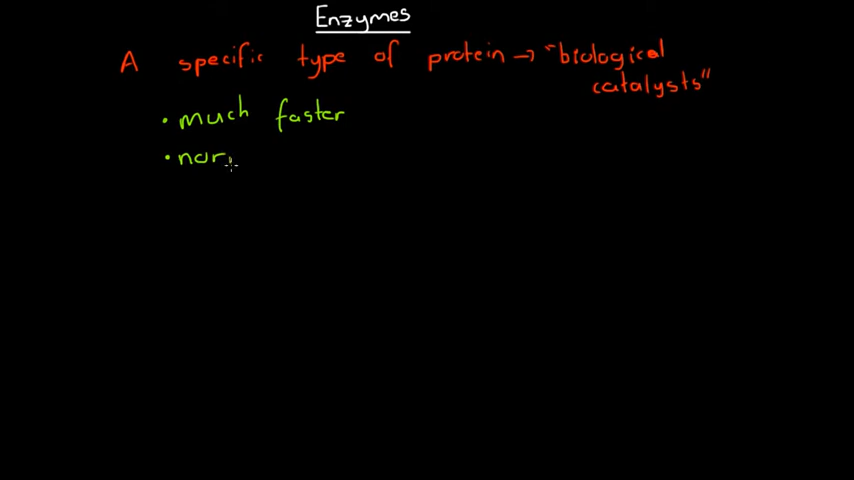 Enzymes
A specific type of protein → "biological
catalysts"
• much faster
• nor